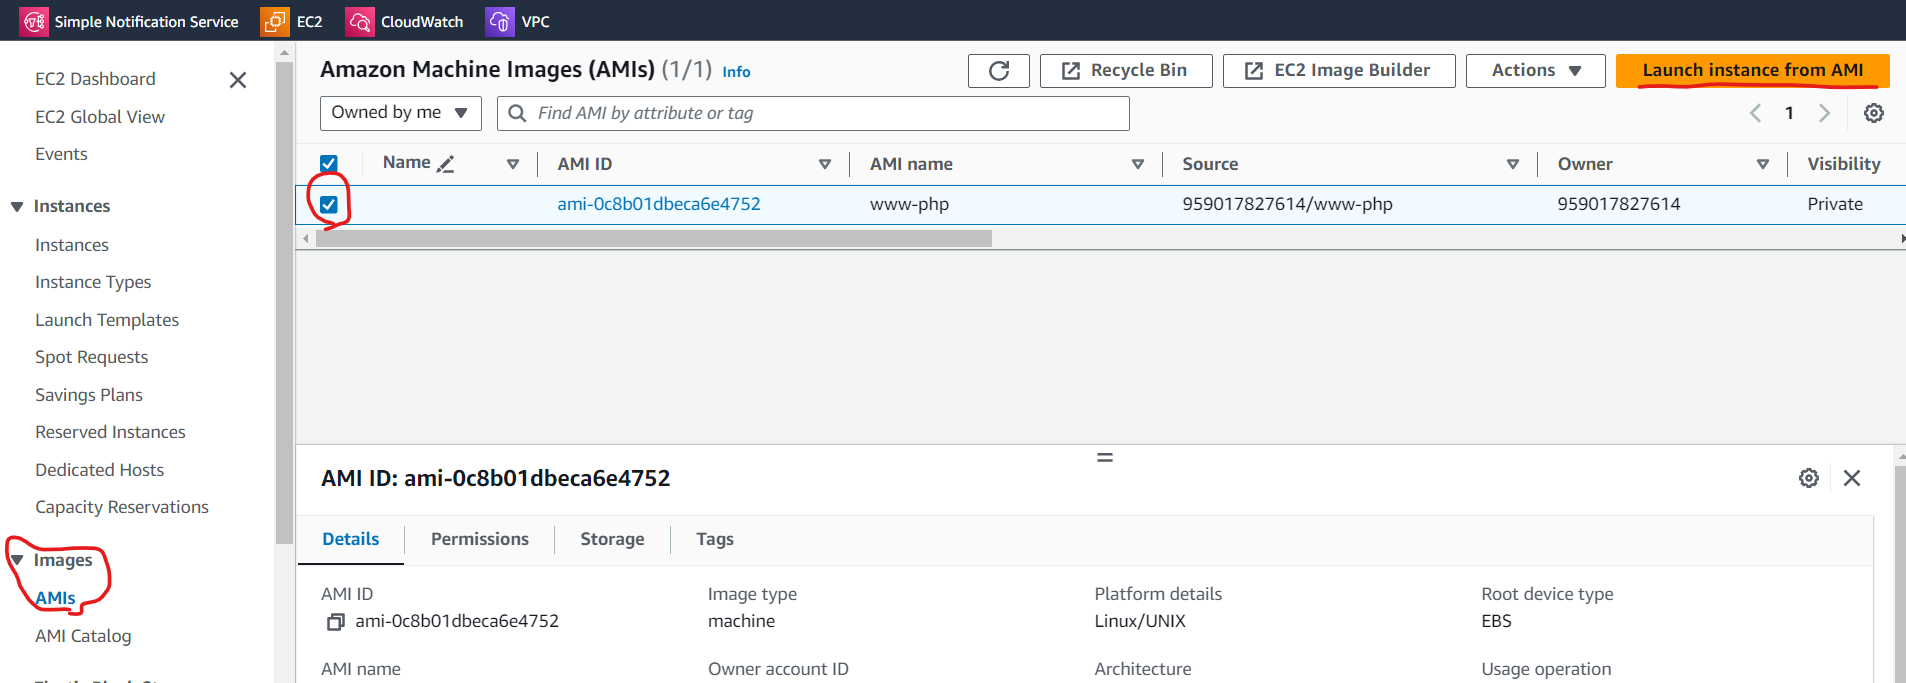 Simple Notification Service EC2 CloudWatch VPC
EC2 Dashboard
EC2 Global View
Events
Instances
Instances
Instance Types
Launch Templates
Spot Requests
Savings Plans
Reserved Instances
Dedicated Hosts
Capacity Reservations
Images
AMIs
AMI Catalog
Amazon Machine Images (AMIs) (1/1) Info
Recycle Bin
EC2 Image Builder
Actions
Launch instance from AMI
Owned by me
Find AMI by attribute or tag
1
Name AMI ID AMI name Source Owner Visibility
ami-0c8b01dbeca6e4752 www-php 959017827614/www-php 959017827614 Private
AMI ID: ami-0c8b01dbeca6e4752
Details Permissions Storage Tags
AMI ID Image type Platform details Root device type
ami-0c8b01dbeca6e4752 machine Linux/UNIX EBS
AMI name Owner account ID Architecture Usage operation